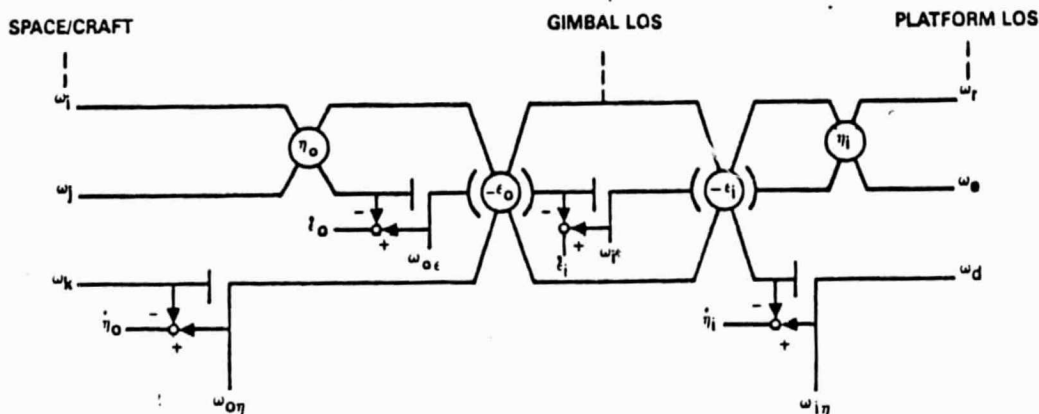 SPACE/CRAFT
GIMBAL LOS
PLATFORM LOS
ωi
ωr
ηo
ηi
ωj
-ϵo
-ϵi
ωe
-
-
+
+
ωoϵ
ωiϵ
ωk
ωd
-
-
η̇o
η̇i
+
+
ωoη
ωiη